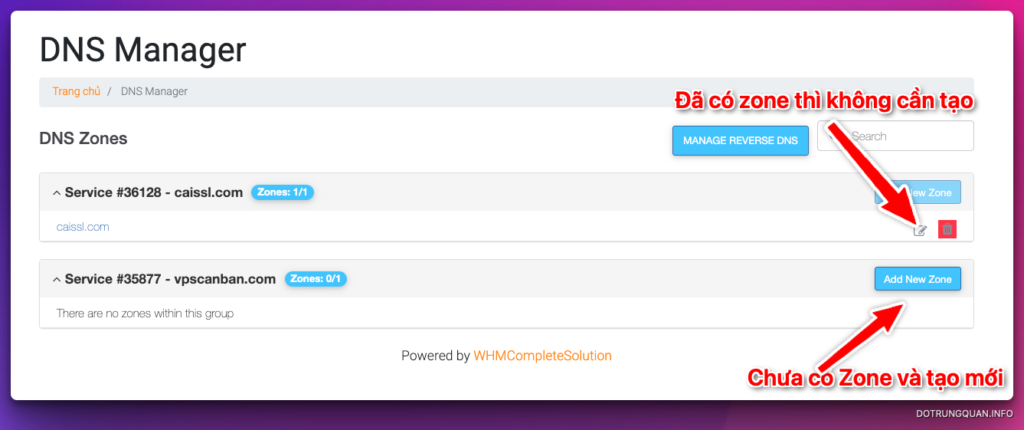 DNS Manager
Trang chủ / DNS Manager
Đã có zone thì không cần tạo
DNS Zones
MANAGE REVERSE DNS
Search
Service #36128 - caissl.com Zones: 1/1
New Zone
caissl.com
Service #35877 - vpscanban.com Zones: 0/1
Add New Zone
There are no zones within this group
Powered by WHMCompleteSolution
Chưa có Zone và tạo mới
DOTRUNGQUAN.INFO